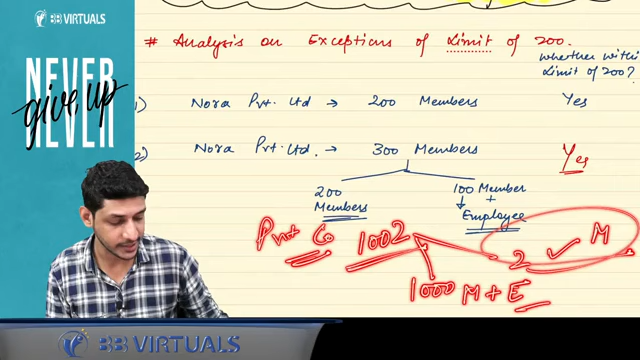 BB VIRTUALS
NEVER
give up
NEVER
# Analysis on Exceptions of Limit of 200.
whether within
Limit of 200?
1) Nora Pvt. Ltd → 200 Members Yes
2) Nora Pvt. Ltd. → 300 Members Yes
200
Members
100 Member
+
Employee
Pvt Co 1002
2 ✓ M
1000 M + E
BB VIRTUALS